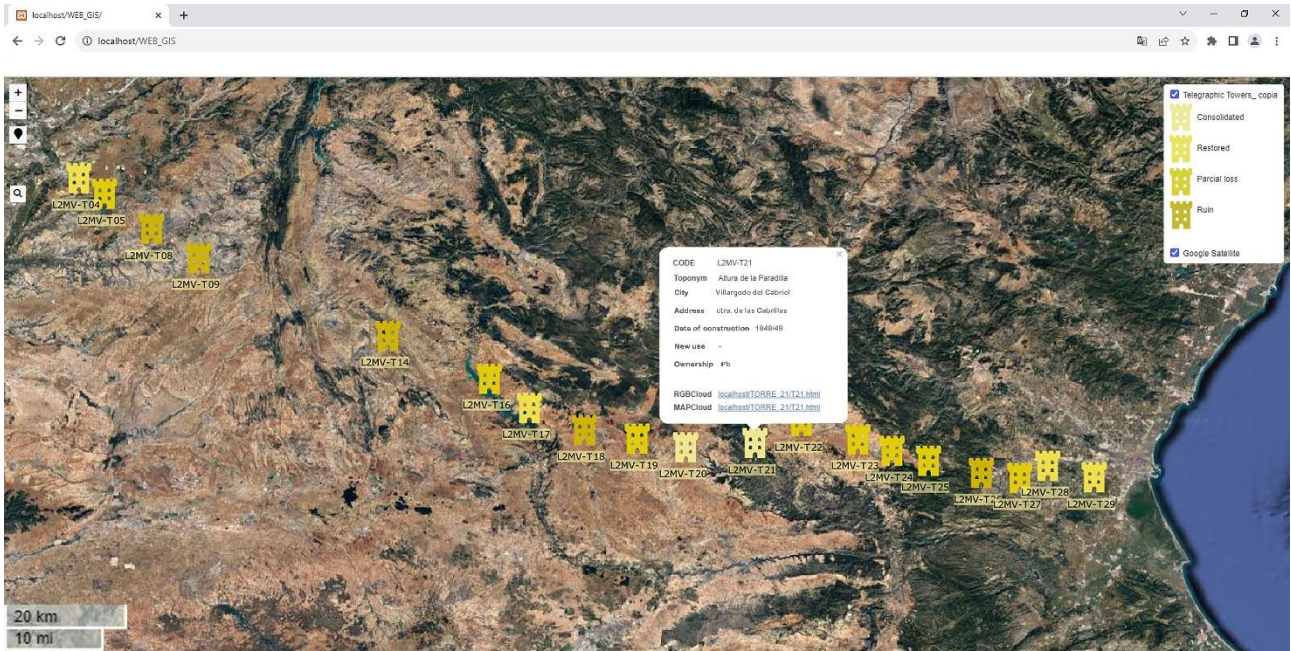 localhost/WEB_GIS/
localhost/WEB_GIS
Telegraphic Towers_ copia
Consolidated
Restored
Parcial loss
Ruin
Google Satellite
L2MV-T04
L2MV-T05
L2MV-T08
L2MV-T09
CODE L2MV-T21
Toponym Altura de la Paradilla
City Villargodo del Cabriel
Address ctra. de las Cabrillas
Date of construction 1848/49
New use -
Ownership
RGBCloud localhost/TORRE_21/T21.html
MAPCloud localhost/TORRE_21/T21.html
L2MV-T14
L2MV-T16
L2MV-T17
L2MV-T18
L2MV-T19
L2MV-T20
L2MV-T21
L2MV-T22
L2MV-T23
L2MV-T24
L2MV-T25
L2MV-T27
L2MV-T28
L2MV-T29
20 km
10 mi